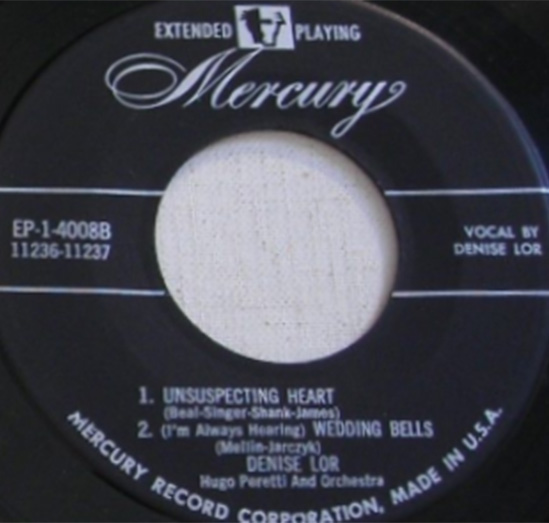 EXTENDED PLAYING
Mercury
EP-1-4008B
11236-11237
VOCAL BY
DENISE LOR
1. UNSUSPECTING HEART
(Beal-Singer-Shank-James)
2. (I'm Always Hearing) WEDDING BELLS
(Mellin-Jarczyk)
DENISE LOR
Hugo Peretti And Orchestra
MERCURY RECORD CORPORATION, MADE IN U.S.A.